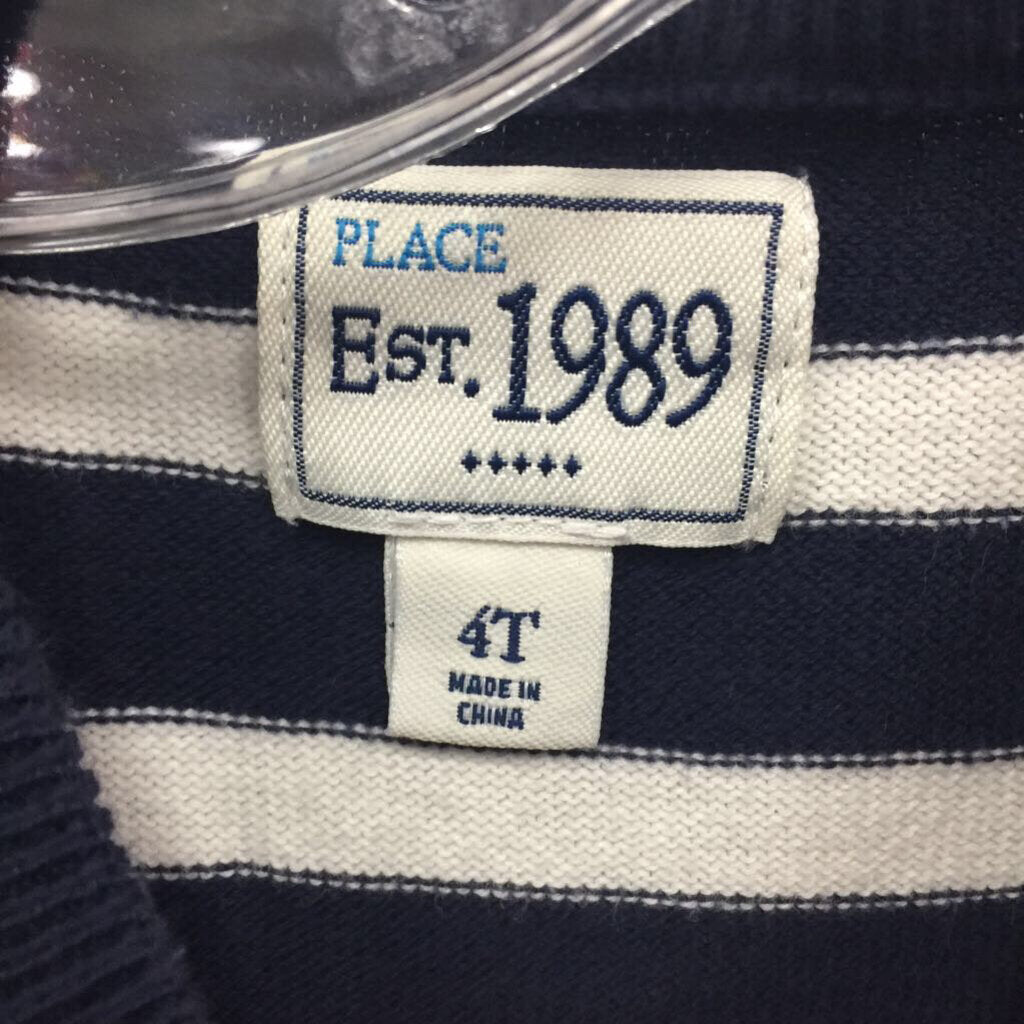 PLACE
EST. 1989
4T
MADE IN
CHINA